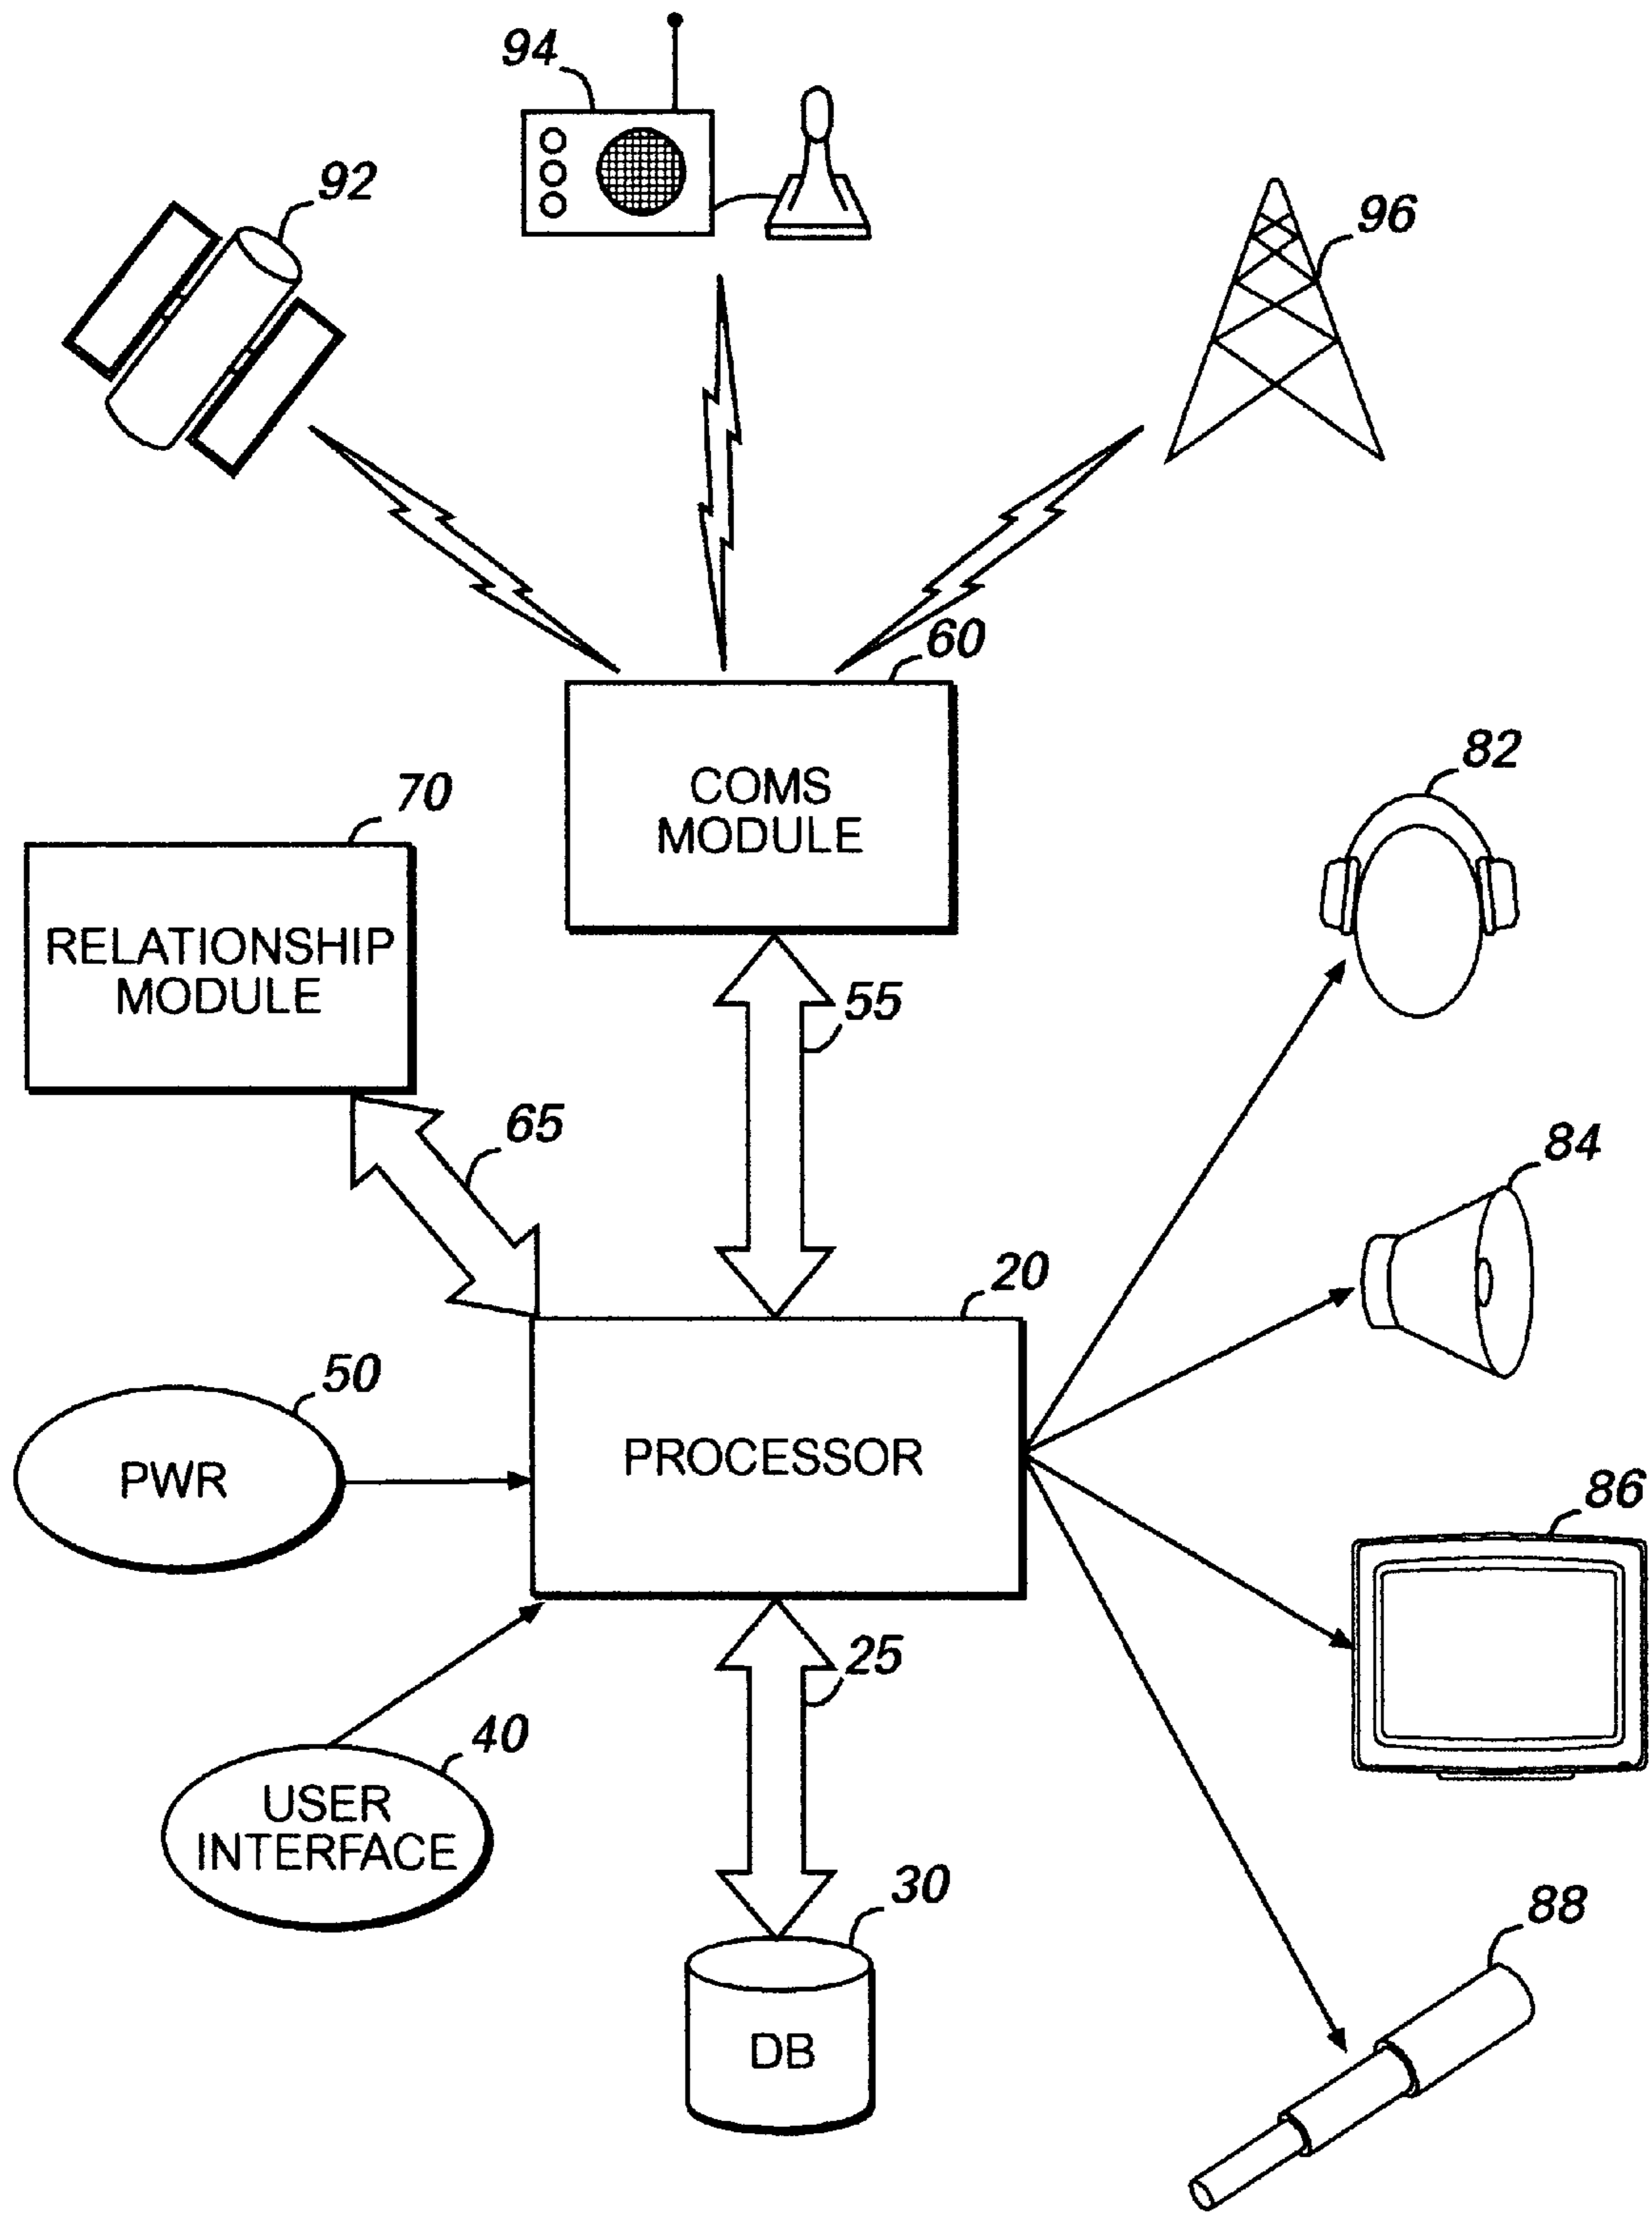 94
92
96
60
COMS
MODULE
82
70
RELATIONSHIP
MODULE
55
65
84
20
50
PROCESSOR
PWR
86
25
40
USER
INTERFACE
30
88
DB